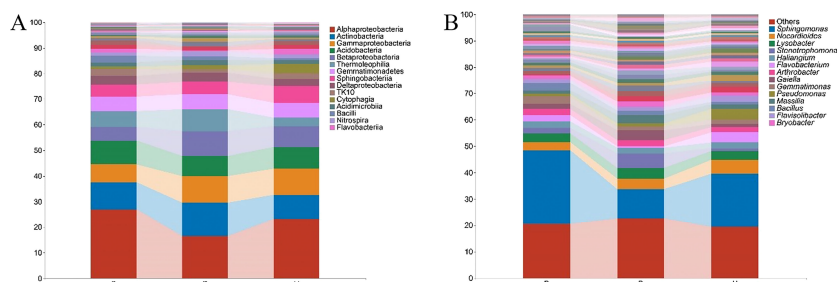 A
100
90
80
70
60
50
40
30
20
10
0
Alphaproteobacteria
Actinobacteria
Gammaproteobacteria
Acidobacteria
Betaproteobacteria
Thermoleophilia
Gemmatimonadetes
Sphingobacteriia
Deltaproteobacteria
TK10
Cytophagia
Acidimicrobiia
Bacilli
Nitrospira
Flavobacteriia
B
100
90
80
70
60
50
40
30
20
10
0
Others
Sphingomonas
Nocardioides
Lysobacter
Stenotrophomonas
Haliangium
Flavobacterium
Arthrobacter
Gaiella
Gemmatimonas
Pseudomonas
Massilia
Bacillus
Flavisolibacter
Bryobacter